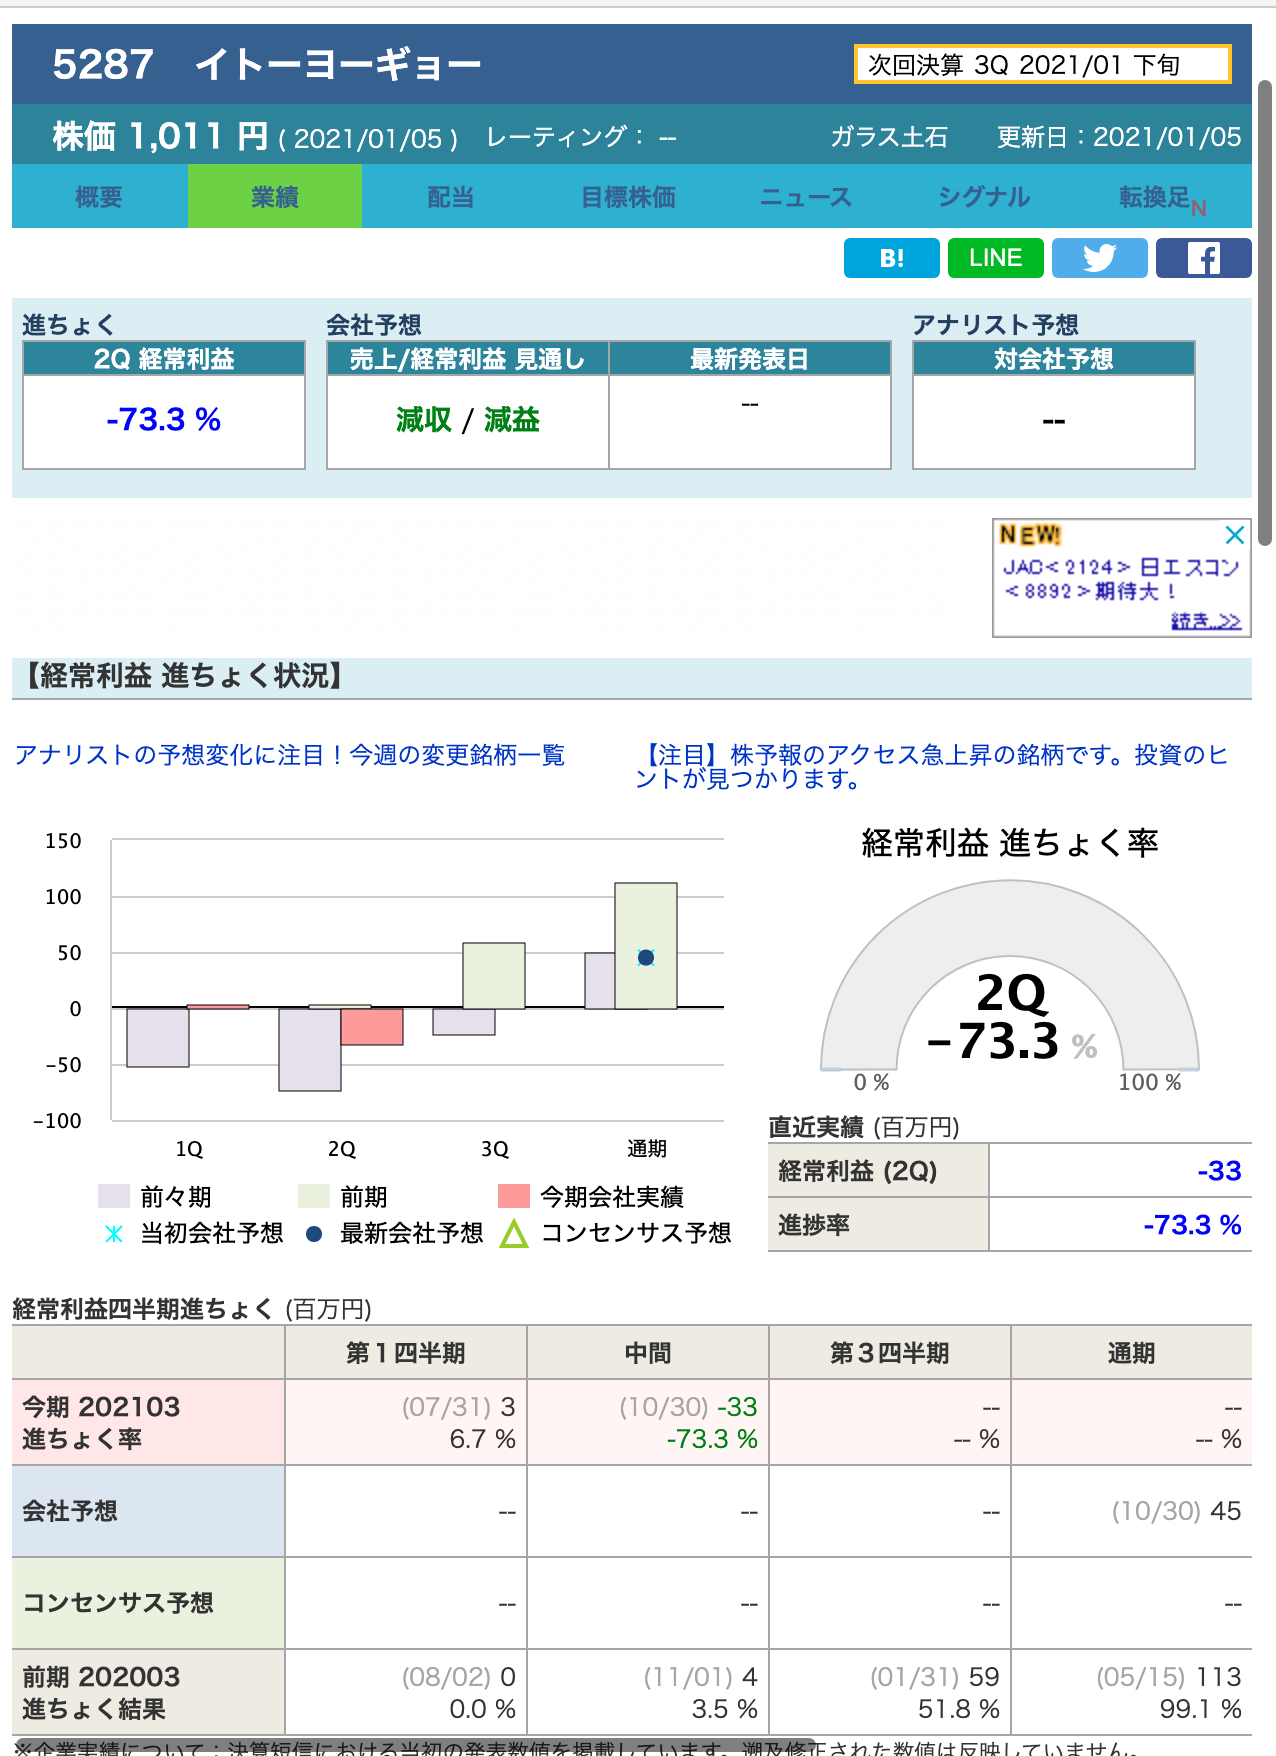 5287 イトーヨーギョー
次回決算 3Q 2021/01 下旬
株価 1,011 円 ( 2021/01/05 ) レーティング： -- ガラス土石 更新日：2021/01/05
概要 業績 配当 目標株価 ニュース シグナル 転換足N
B! LINE
進ちょく 会社予想 アナリスト予想
2Q 経常利益 売上/経常利益 見通し 最新発表日 対会社予想
-73.3 % 減収 / 減益 -- --
NEW!
JAC<2124>日エスコン
<8892>期待大！
続き..>>
【経常利益 進ちょく状況】
アナリストの予想変化に注目！今週の変更銘柄一覧
【注目】株予報のアクセス急上昇の銘柄です。投資のヒ
ントが見つかります。
150
100
50
0
-50
-100
1Q 2Q 3Q 通期
前々期 前期 今期会社実績
当初会社予想 最新会社予想 コンセンサス予想
経常利益 進ちょく率
2Q
-73.3 %
0 % 100 %
直近実績 (百万円)
経常利益 (2Q) -33
進捗率 -73.3 %
経常利益四半期進ちょく (百万円)
第１四半期 中間 第３四半期 通期
今期 202103 (07/31) 3 (10/30) -33 -- --
進ちょく率 6.7 % -73.3 % -- % -- %
会社予想 -- -- -- (10/30) 45
コンセンサス予想 -- -- -- --
前期 202003 (08/02) 0 (11/01) 4 (01/31) 59 (05/15) 113
進ちょく結果 0.0 % 3.5 % 51.8 % 99.1 %
※企業実績について：決算短信における当初の発表数値を掲載しています。遡及修正された数値は反映していません。